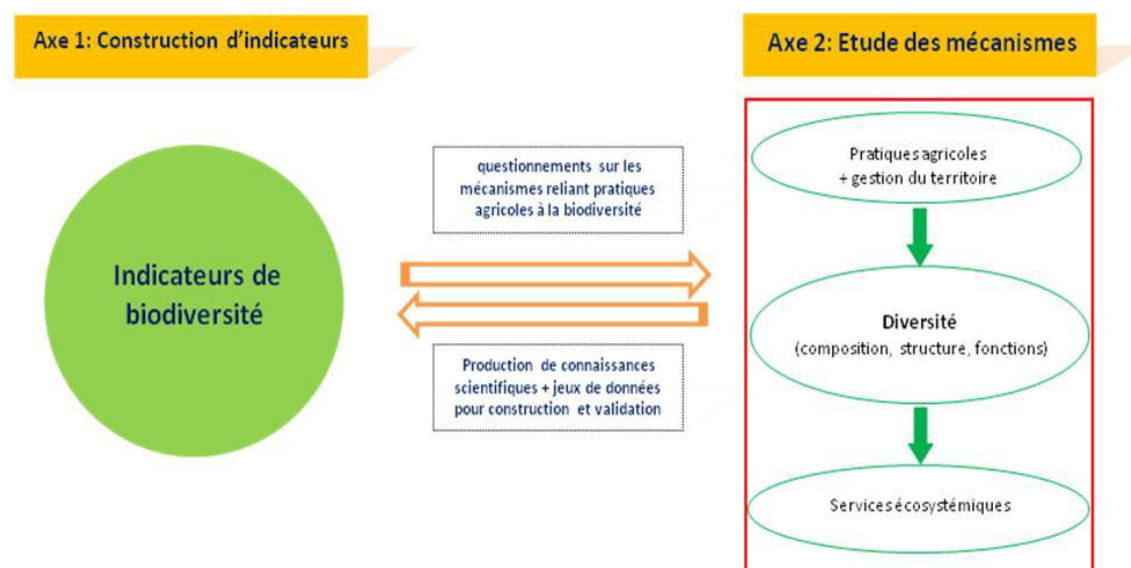 Axe 1: Construction d'indicateurs
Axe 2: Etude des mécanismes
Indicateurs de
biodiversité
questionnements sur les
mécanismes reliant pratiques
agricoles à la biodiversité
Production de connaissances
scientifiques + jeux de données
pour construction et validation
Pratiques agricoles
+ gestion du territoire
Diversité
(composition, structure, fonctions)
Services écosystémiques